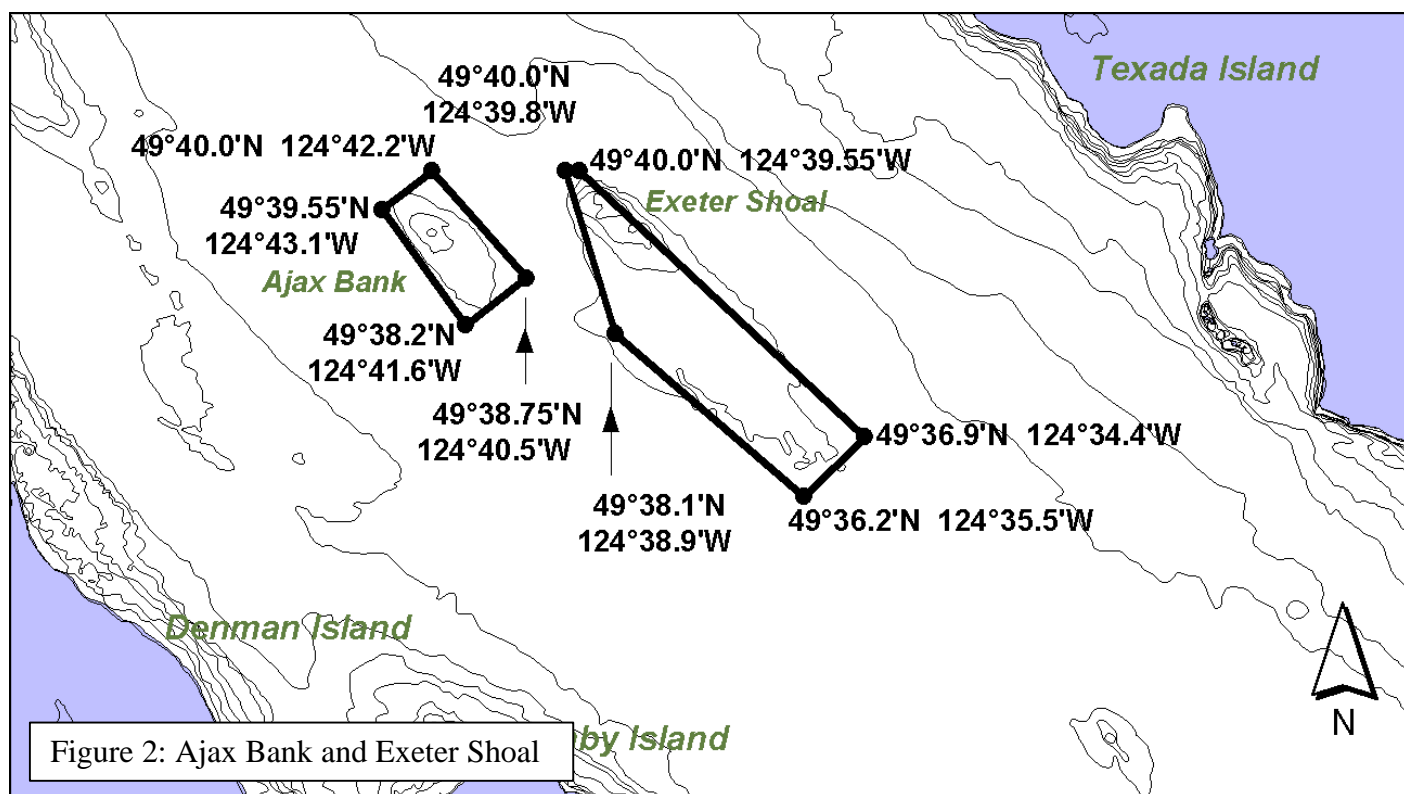 Texada Island
49°40.0'N
124°39.8'W
49°40.0'N 124°42.2'W
49°40.0'N 124°39.55'W
Exeter Shoal
49°39.55'N
124°43.1'W
Ajax Bank
49°38.2'N
124°41.6'W
49°38.75'N
124°40.5'W
49°36.9'N 124°34.4'W
49°38.1'N
124°38.9'W
49°36.2'N 124°35.5'W
Denman Island
N
Figure 2: Ajax Bank and Exeter Shoal
by Island